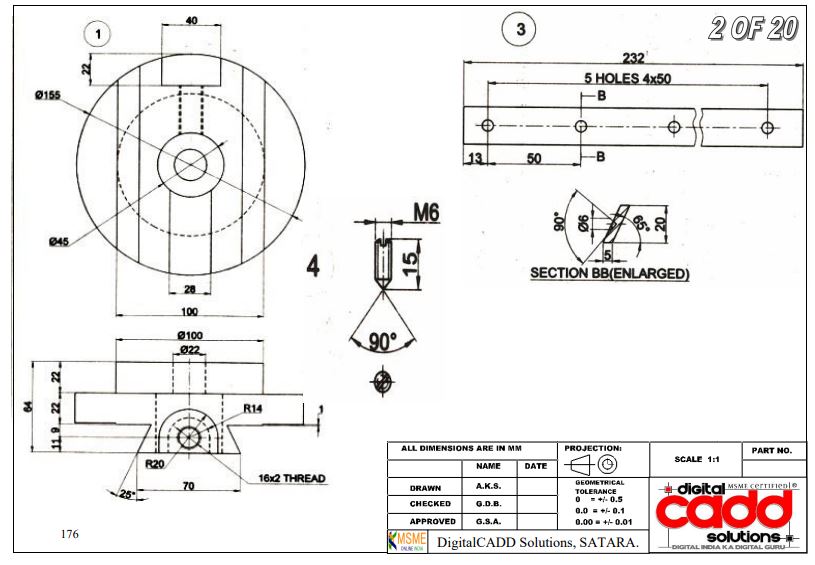 1
40
22
Ø155
Ø45
28
100
3
2 OF 20
232
5 HOLES 4x50
B
13
50
B
90°
Ø6
65°
20
5
SECTION BB(ENLARGED)
4
M6
15
90°
Ø100
Ø22
64
22
22
9
11
R14
1
R20
16x2 THREAD
25°
70
176
ALL DIMENSIONS ARE IN MM
NAME DATE
DRAWN A.K.S.
CHECKED G.D.B.
APPROVED G.S.A.
PROJECTION:
GEOMETRICAL
TOLERANCE
0 = +/- 0.5
0.0 = +/- 0.1
0.00 = +/- 0.01
SCALE 1:1
PART NO.
MSME
ONLINE INDIA
DigitalCADD Solutions, SATARA.
digital MSME CERTIFIED ®
cadd
solutions
DIGITAL INDIA KA DIGITAL GURU